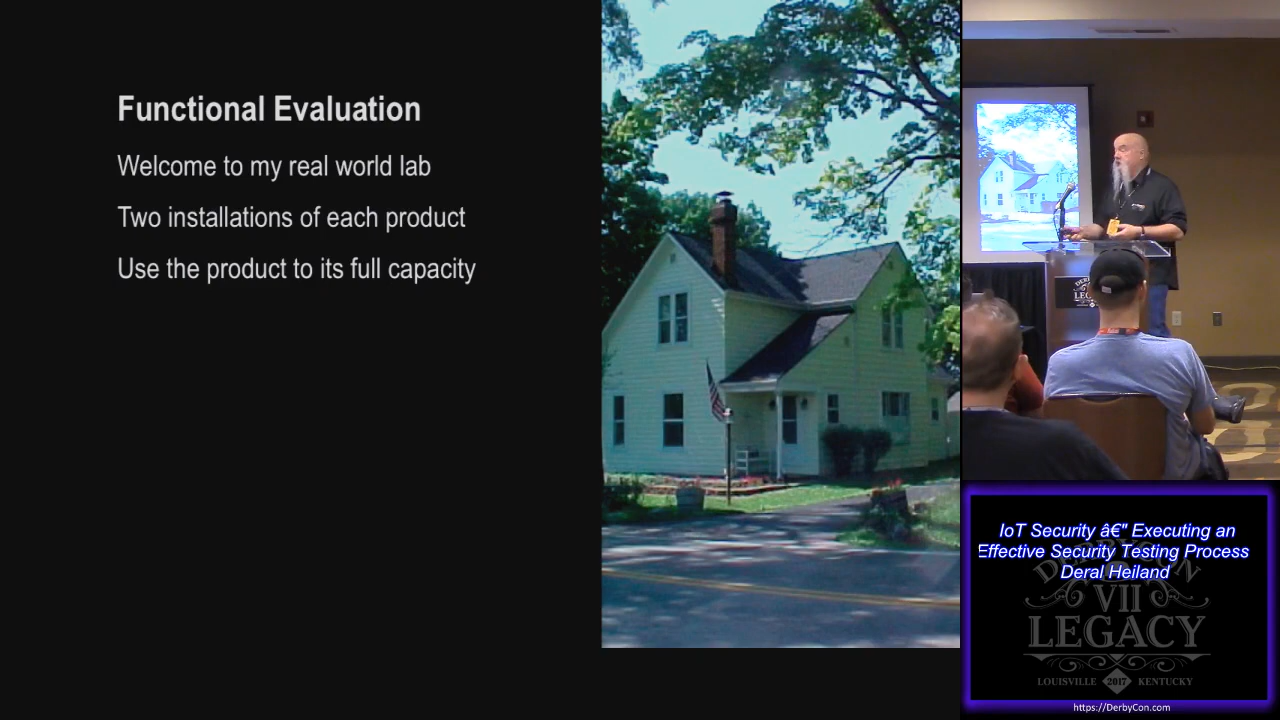 Functional Evaluation
Welcome to my real world lab
Two installations of each product
Use the product to its full capacity
IoT Security â€" Executing an
Effective Security Testing Process
Deral Heiland
DERBYCON
VII
LEGACY
LOUISVILLE 2017 KENTUCKY
https://DerbyCon.com